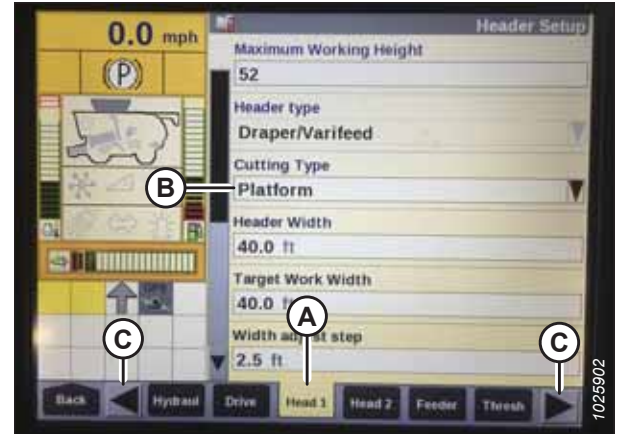 0.0 mph
Header Setup
(P)
Maximum Working Height
52
Header type
Draper/Varifeed
Cutting Type
B
Platform
Header Width
40.0 ft
Target Work Width
40.0 ft
A
C
C
Width adjust step
2.5 ft
Back
Hydraul
Drive
Head 1
Head 2
Feeder
Thresh
1025902